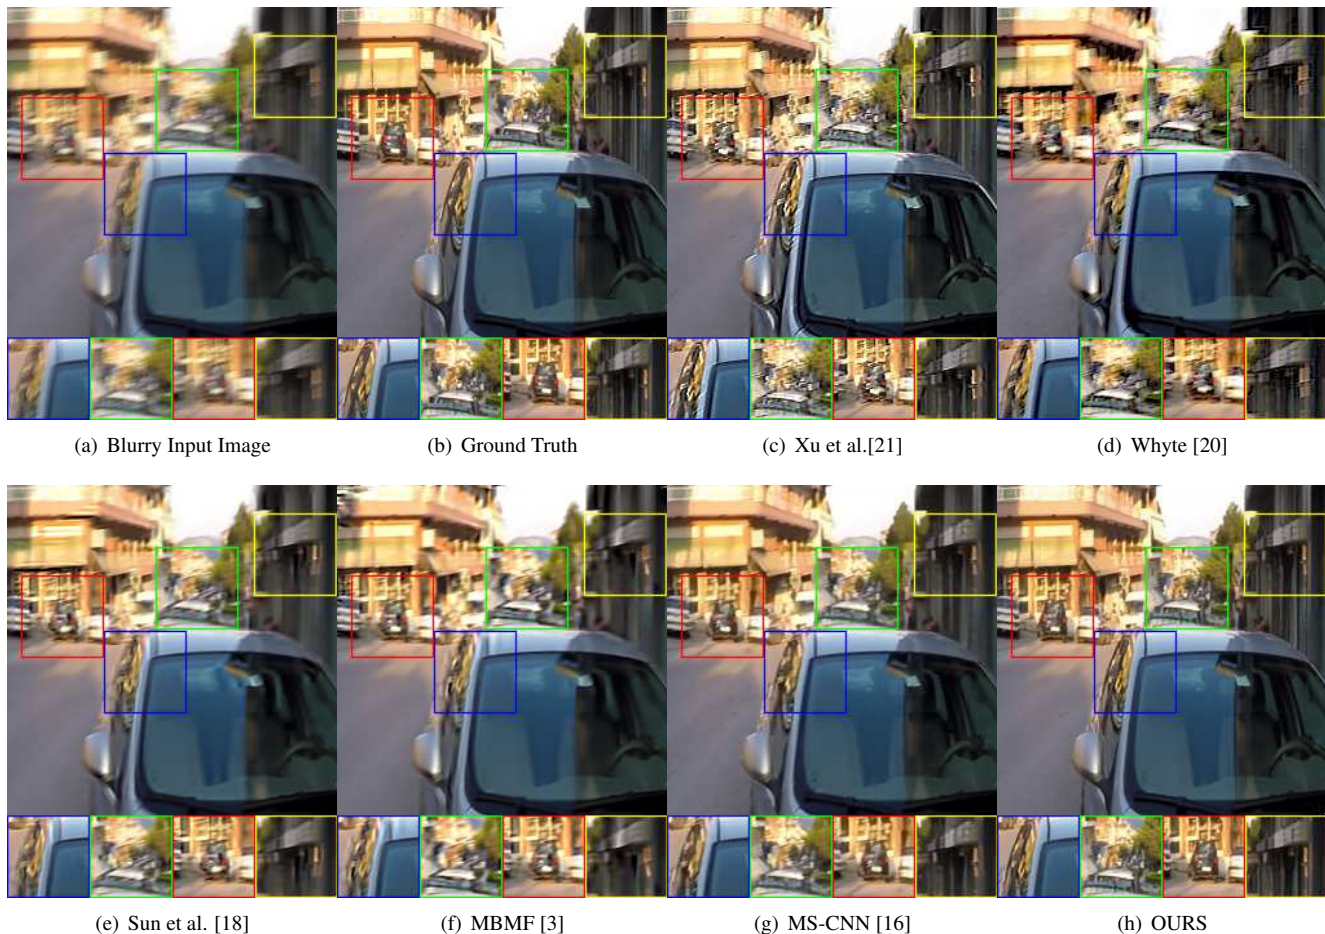 (a) Blurry Input Image
(b) Ground Truth
(c) Xu et al.[21]
(d) Whyte [20]
(e) Sun et al. [18]
(f) MBMF [3]
(g) MS-CNN [16]
(h) OURS